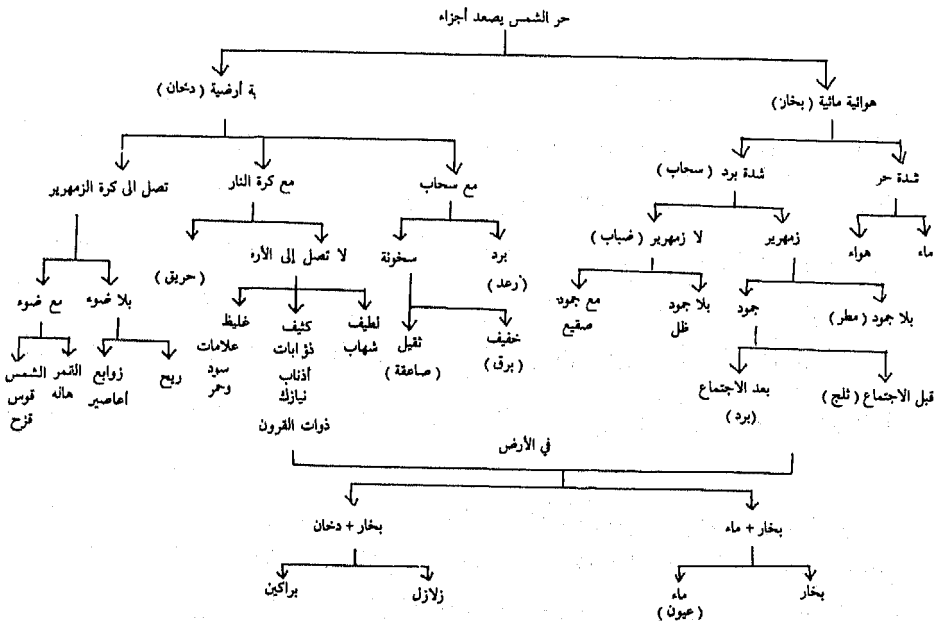 حر الشمس يصعد أجزاء
هوائية مائية (بخار)
ية أرضية (دخان)
شدة حر
شدة برد (سحاب)
مع سحاب
مع كرة النار
تصل الى كرة الزمهرير
ماء
هواء
زمهرير
لا زمهرير (ضباب)
برد
(رعد)
سخونة
لا تصل إلى الأرض
(حريق)
بلا ضوء
مع ضوء
بلا جمود (مطر)
جمود
بلا جمود
ظل
مع جمود
صقيع
خفيف
(برق)
ثقيل
(صاعقة)
لطيف
شهاب
كثيف
ذؤابات
أذناب
نيازك
ذوات القرون
غليظ
علامات
سود
وحمر
ريح
زوابع
أعاصير
القمر
هاله
الشمس
قوس
قزح
قبل الاجتماع (ثلج)
بعد الاجتماع
(برد)
في الأرض
بخار + ماء
بخار + دخان
بخار
ماء
(عيون)
زلازل
براكين